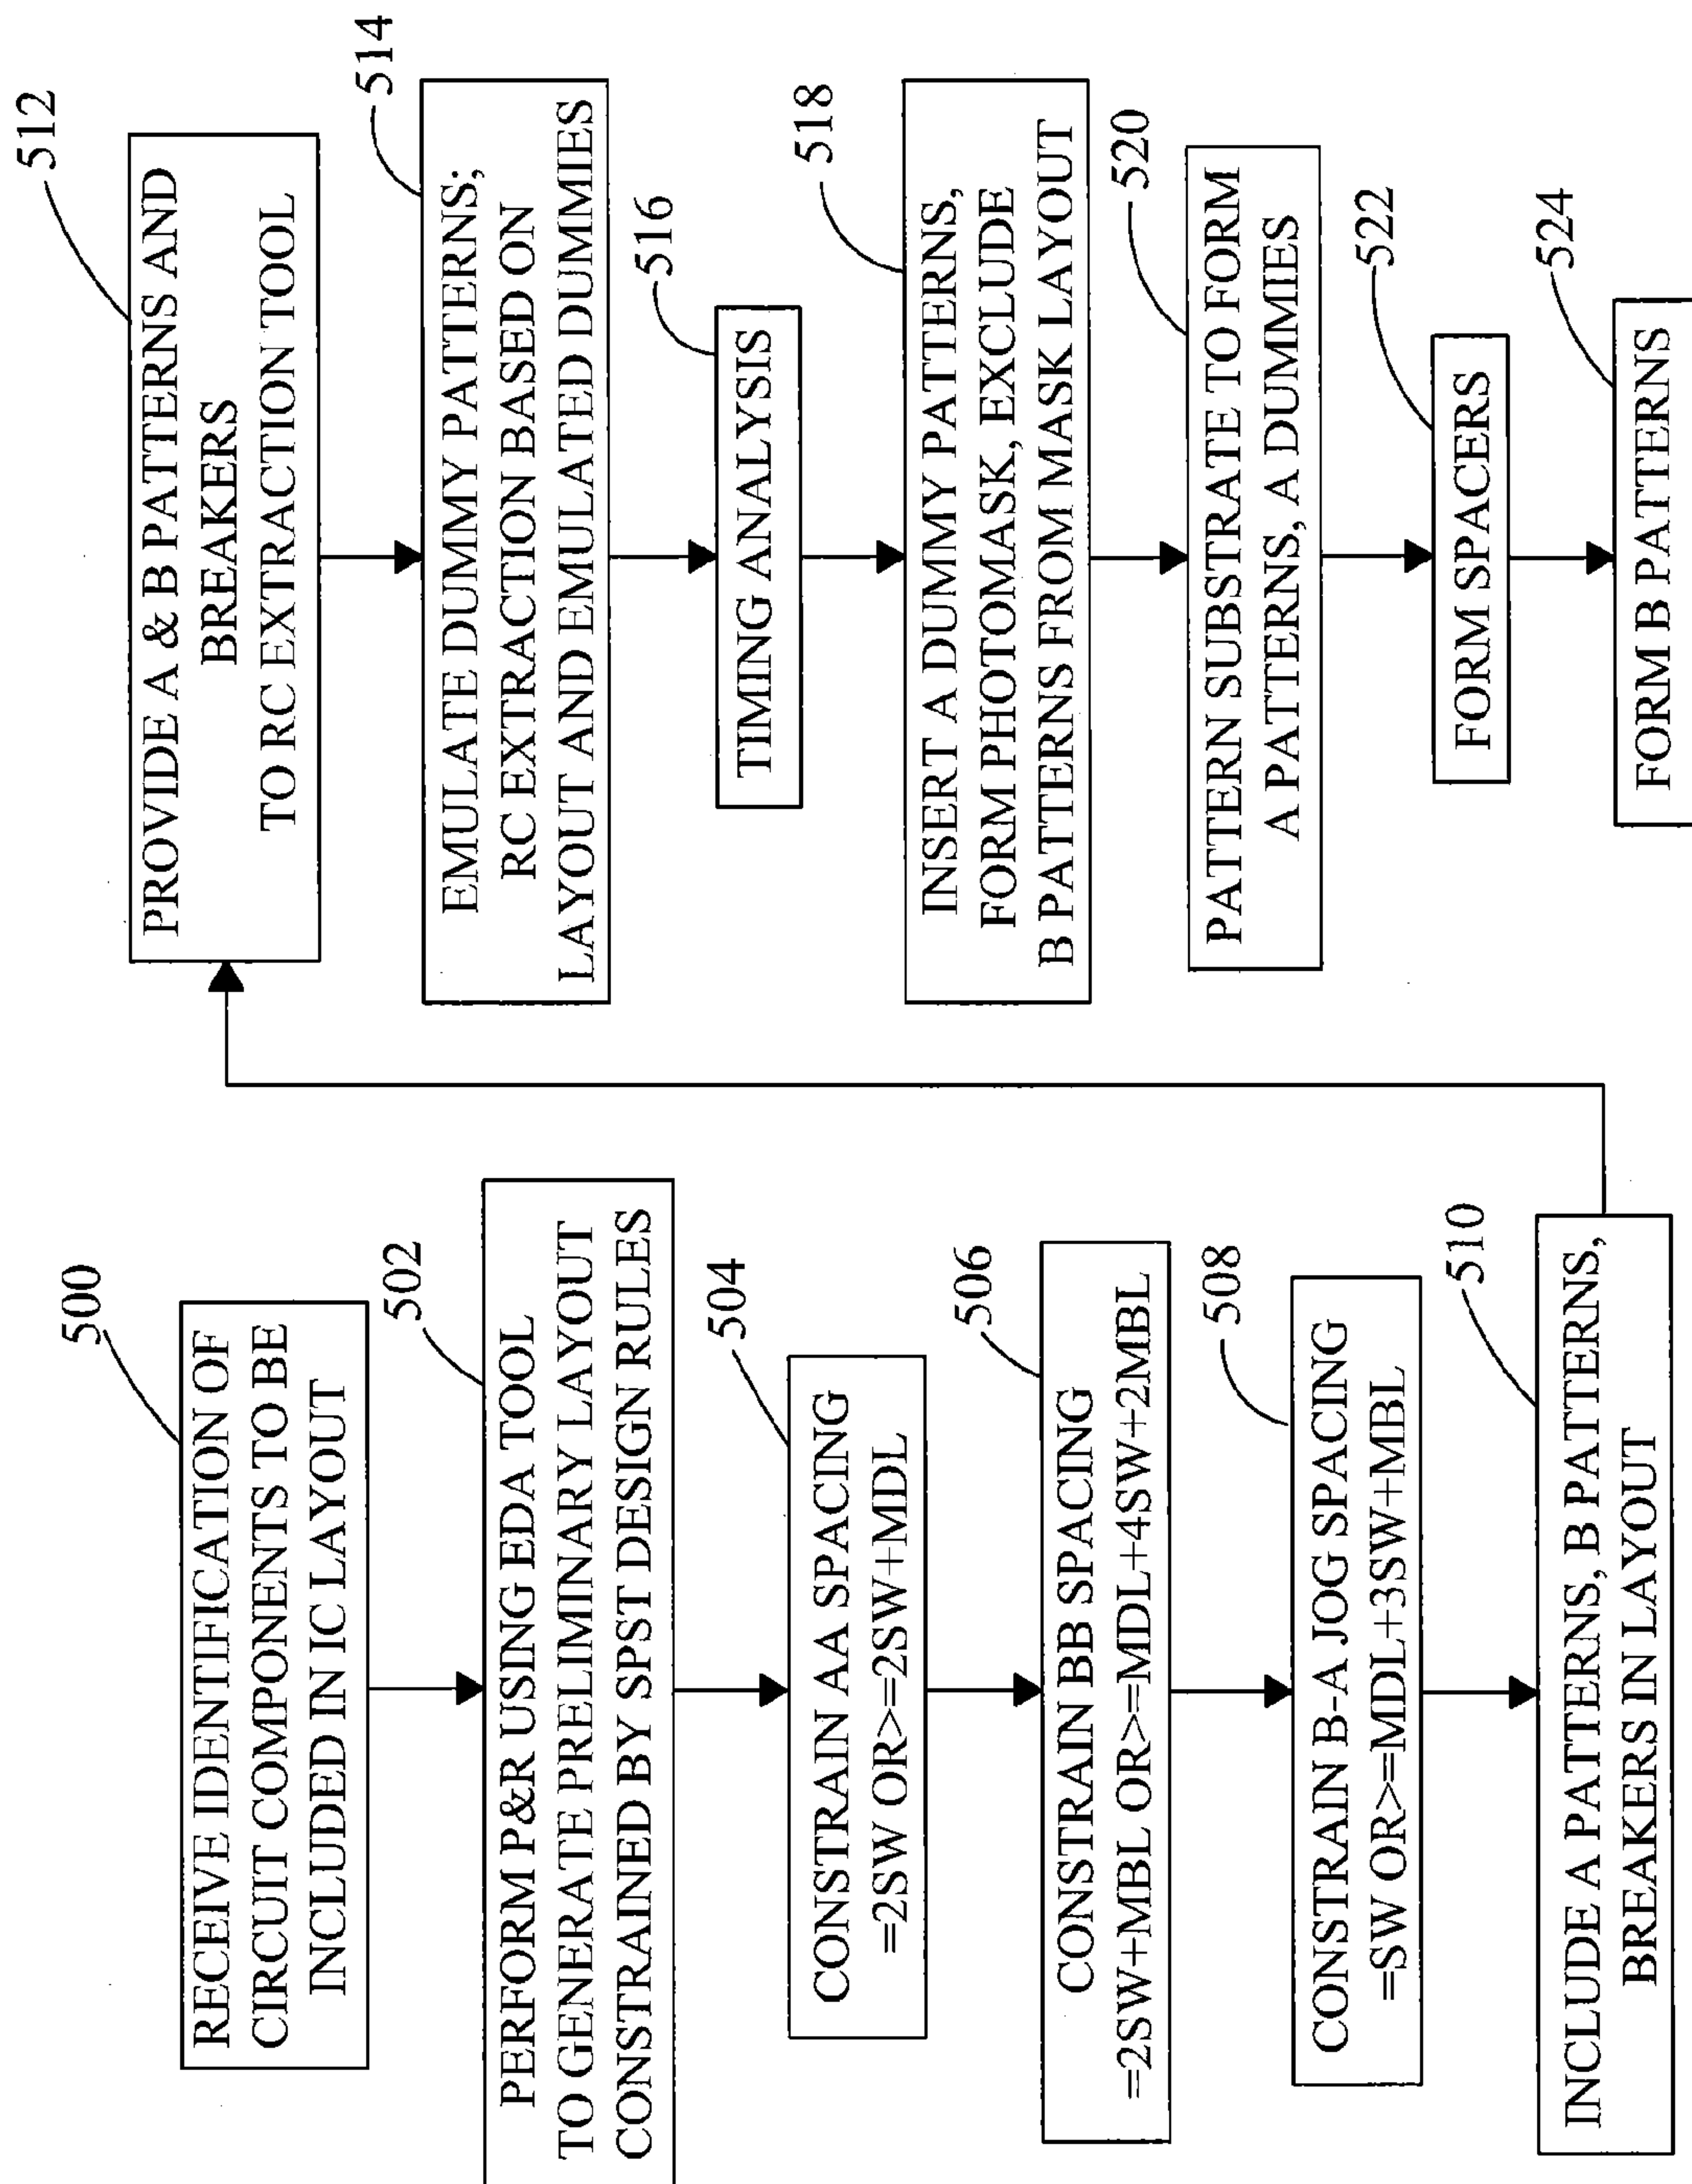 500
RECEIVE IDENTIFICATION OF
CIRCUIT COMPONENTS TO BE
INCLUDED IN IC LAYOUT
502
PERFORM P&R USING EDA TOOL
TO GENERATE PRELIMINARY LAYOUT
CONSTRAINED BY SPST DESIGN RULES
504
CONSTRAIN AA SPACING
=2SW OR>=2SW+MDL
506
CONSTRAIN BB SPACING
=2SW+MBL OR>=MDL+4SW+2MBL
508
CONSTRAIN B-A JOG SPACING
=SW OR>=MDL+3SW+MBL
510
INCLUDE A PATTERNS, B PATTERNS,
BREAKERS IN LAYOUT
512
PROVIDE A & B PATTERNS AND
BREAKERS
TO RC EXTRACTION TOOL
514
EMULATE DUMMY PATTERNS;
RC EXTRACTION BASED ON
LAYOUT AND EMULATED DUMMIES
516
TIMING ANALYSIS
518
INSERT A DUMMY PATTERNS,
FORM PHOTOMASK, EXCLUDE
B PATTERNS FROM MASK LAYOUT
520
PATTERN SUBSTRATE TO FORM
A PATTERNS, A DUMMIES
522
FORM SPACERS
524
FORM B PATTERNS